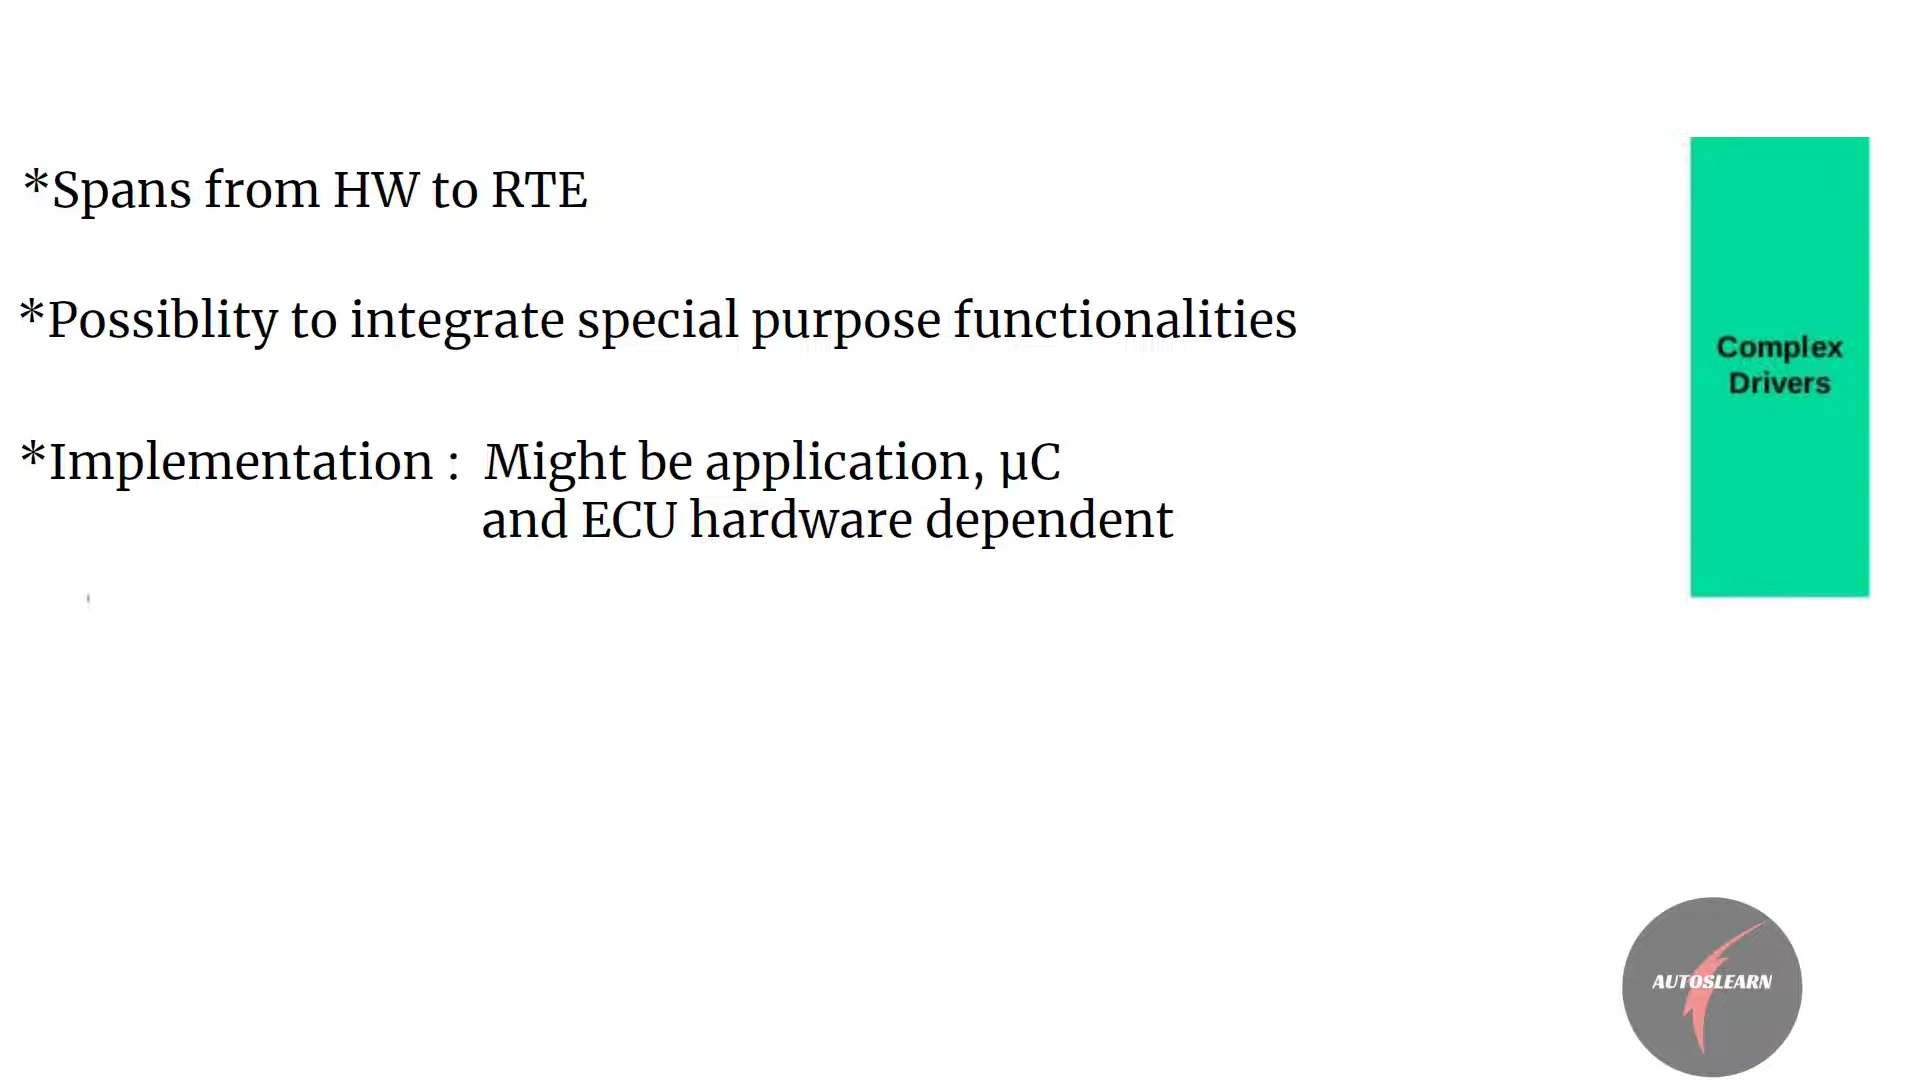 *Spans from HW to RTE
*Possiblity to integrate special purpose functionalities
*Implementation : Might be application, µC
and ECU hardware dependent
Complex
Drivers
AUTOSLEARN